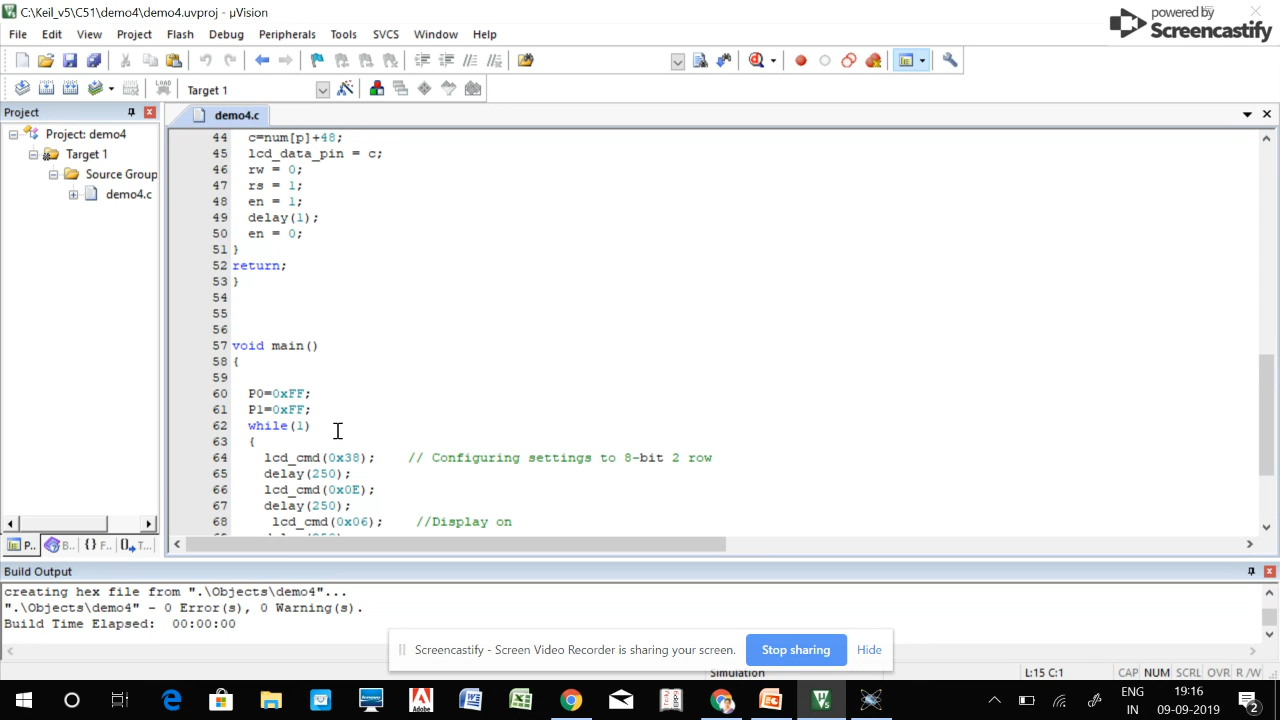 C:\Keil_v5\C51\demo4\demo4.uvproj - µVision
powered by
Screencastify
File Edit View Project Flash Debug Peripherals Tools SVCS Window Help
LOAD
Target 1
Project
demo4.c
Project: demo4
Target 1
Source Group
demo4.c
44 c=num[p]+48;
45 lcd_data_pin = c;
46 rw = 0;
47 rs = 1;
48 en = 1;
49 delay(1);
50 en = 0;
51 }
52 return;
53 }
54
55
56
57 void main()
58 {
59
60 P0=0xFF;
61 P1=0xFF;
62 while(1)
63 {
64 lcd_cmd(0x38); // Configuring settings to 8-bit 2 row
65 delay(250);
66 lcd_cmd(0x0E);
67 delay(250);
68 lcd_cmd(0x06); //Display on
P.. B.. {} F.. T...
Build Output
creating hex file from ".\Objects\demo4"...
".\Objects\demo4" - 0 Error(s), 0 Warning(s).
Build Time Elapsed: 00:00:00
Screencastify - Screen Video Recorder is sharing your screen. Stop sharing Hide
Simulation L:15 C:1 CAP NUM SCRL OVR R/W
ENG 19:16
IN 09-09-2019 2